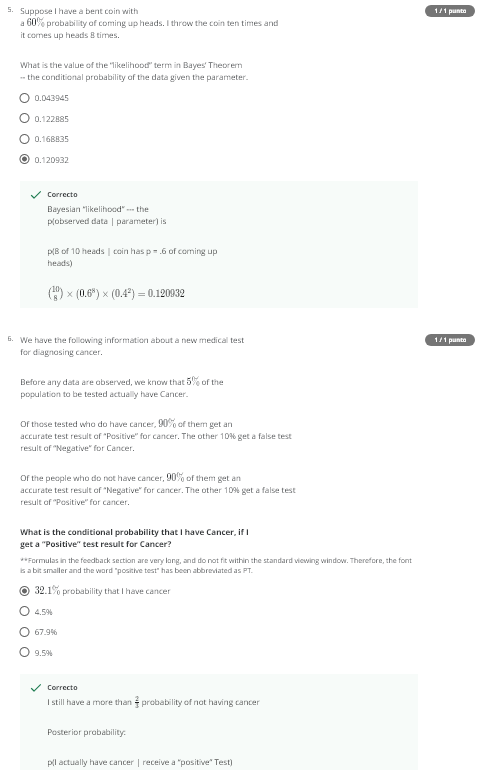 5. Suppose I have a bent coin with
1 / 1 punto
a 60% probability of coming up heads. I throw the coin ten times and
it comes up heads 8 times.
What is the value of the "likelihood" term in Bayes' Theorem
-- the conditional probability of the data given the parameter.
0.043945
0.122885
0.168835
0.120932
Correcto
Bayesian "likelihood" --- the
p(observed data | parameter) is
p(8 of 10 heads | coin has p = .6 of coming up
heads)
(10 8) × (0.6⁸) × (0.4²) = 0.120932
6. We have the following information about a new medical test
1 / 1 punto
for diagnosing cancer.
Before any data are observed, we know that 5% of the
population to be tested actually have Cancer.
Of those tested who do have cancer, 90% of them get an
accurate test result of "Positive" for cancer. The other 10% get a false test
result of "Negative" for Cancer.
Of the people who do not have cancer, 90% of them get an
accurate test result of "Negative" for cancer. The other 10% get a false test
result of "Positive" for cancer.
What is the conditional probability that I have Cancer, if I
get a "Positive" test result for Cancer?
**Formulas in the feedback section are very long, and do not fit within the standard viewing window. Therefore, the font
is a bit smaller and the word "positive test" has been abbreviated as PT.
32.1% probability that I have cancer
4.5%
67.9%
9.5%
Correcto
I still have a more than 2/3 probability of not having cancer
Posterior probability:
p(I actually have cancer | receive a "positive" Test)